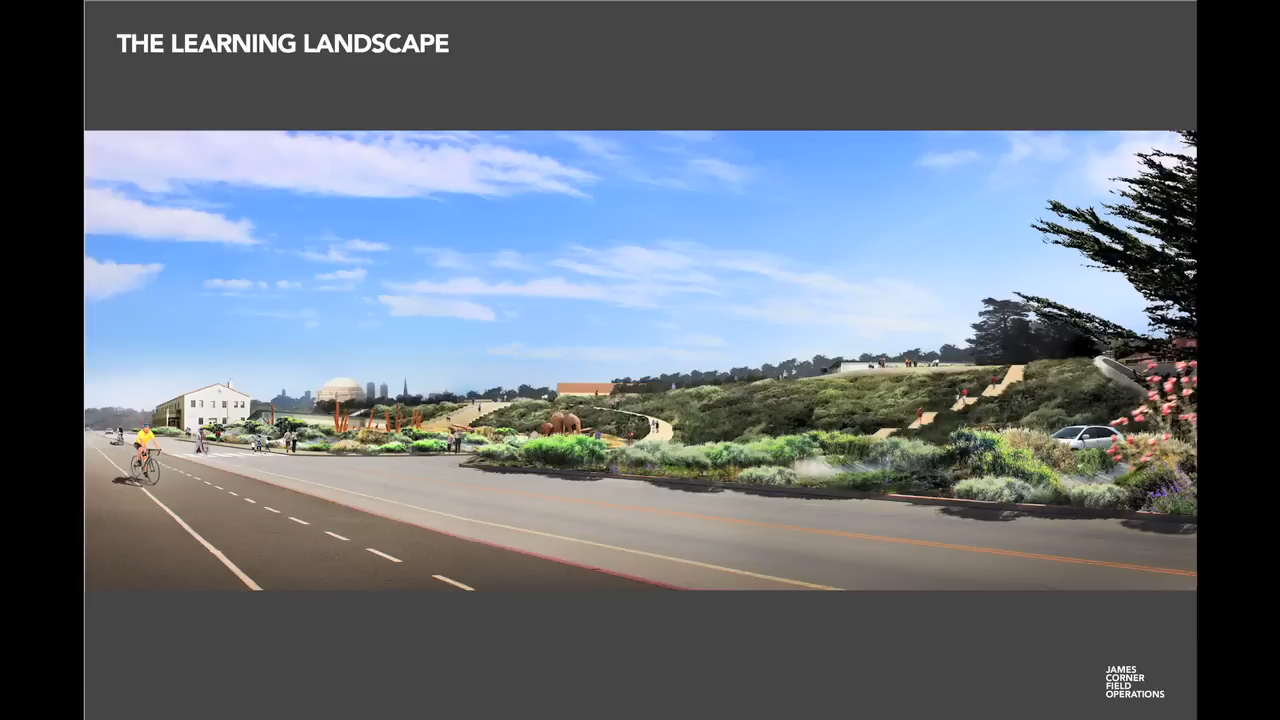 THE LEARNING LANDSCAPE
JAMES
CORNER
FIELD
OPERATIONS